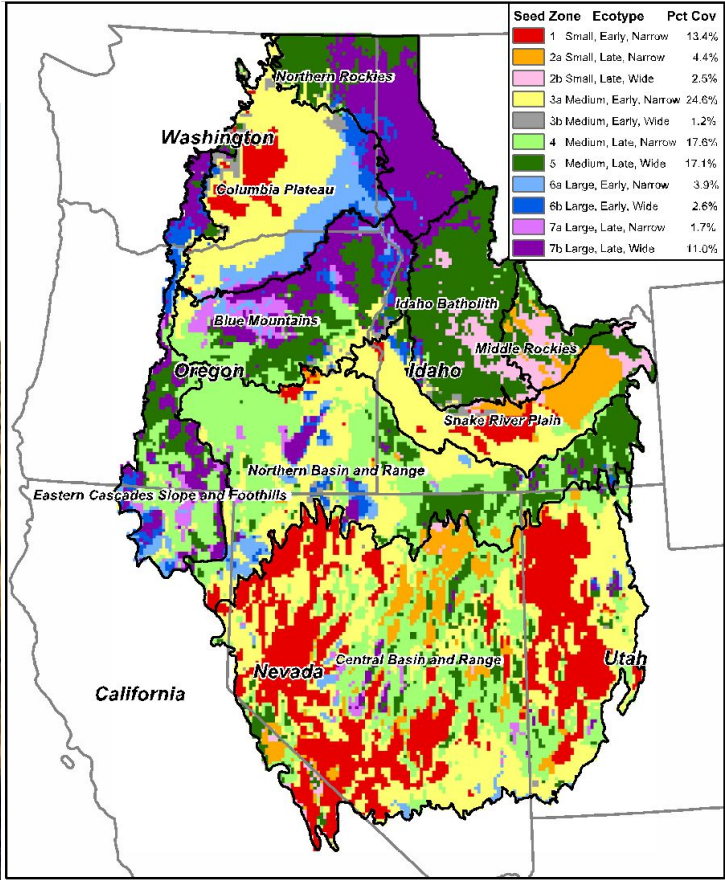 Seed Zone Ecotype Pct Cov
1 Small, Early, Narrow 13.4%
2a Small, Late, Narrow 4.4%
2b Small, Late, Wide 2.5%
3a Medium, Early, Narrow 24.6%
3b Medium, Early, Wide 1.2%
4 Medium, Late, Narrow 17.6%
5 Medium, Late, Wide 17.1%
6a Large, Early, Narrow 3.9%
6b Large, Early, Wide 2.6%
7a Large, Late, Narrow 1.7%
7b Large, Late, Wide 11.0%
Northern Rockies
Washington
Columbia Plateau
Idaho Batholith
Blue Mountains
Middle Rockies
Oregon
Idaho
Snake River Plain
Northern Basin and Range
Eastern Cascades Slope and Foothills
Central Basin and Range
Utah
Nevada
California